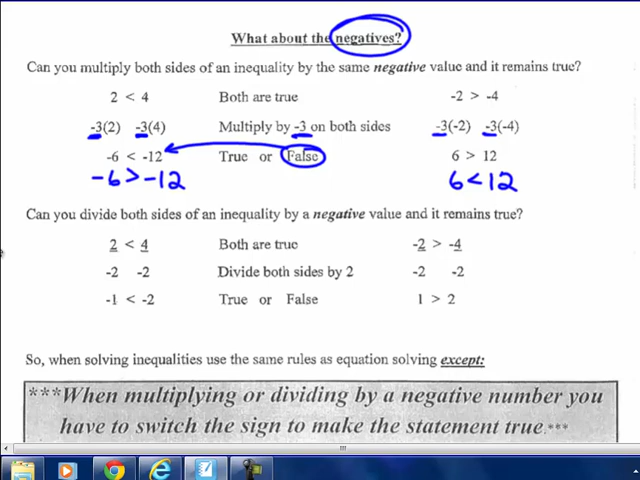 What about the negatives?
Can you multiply both sides of an inequality by the same negative value and it remains true?
2 < 4 Both are true -2 > -4
-3(2) -3(4) Multiply by -3 on both sides -3(-2) -3(-4)
-6 < -12 True or False 6 > 12
-6 > -12 6 < 12
Can you divide both sides of an inequality by a negative value and it remains true?
2 < 4 Both are true -2 > -4
-2 -2 Divide both sides by 2 -2 -2
-1 < -2 True or False 1 > 2
So, when solving inequalities use the same rules as equation solving except:
***When multiplying or dividing by a negative number you
have to switch the sign to make the statement true.***